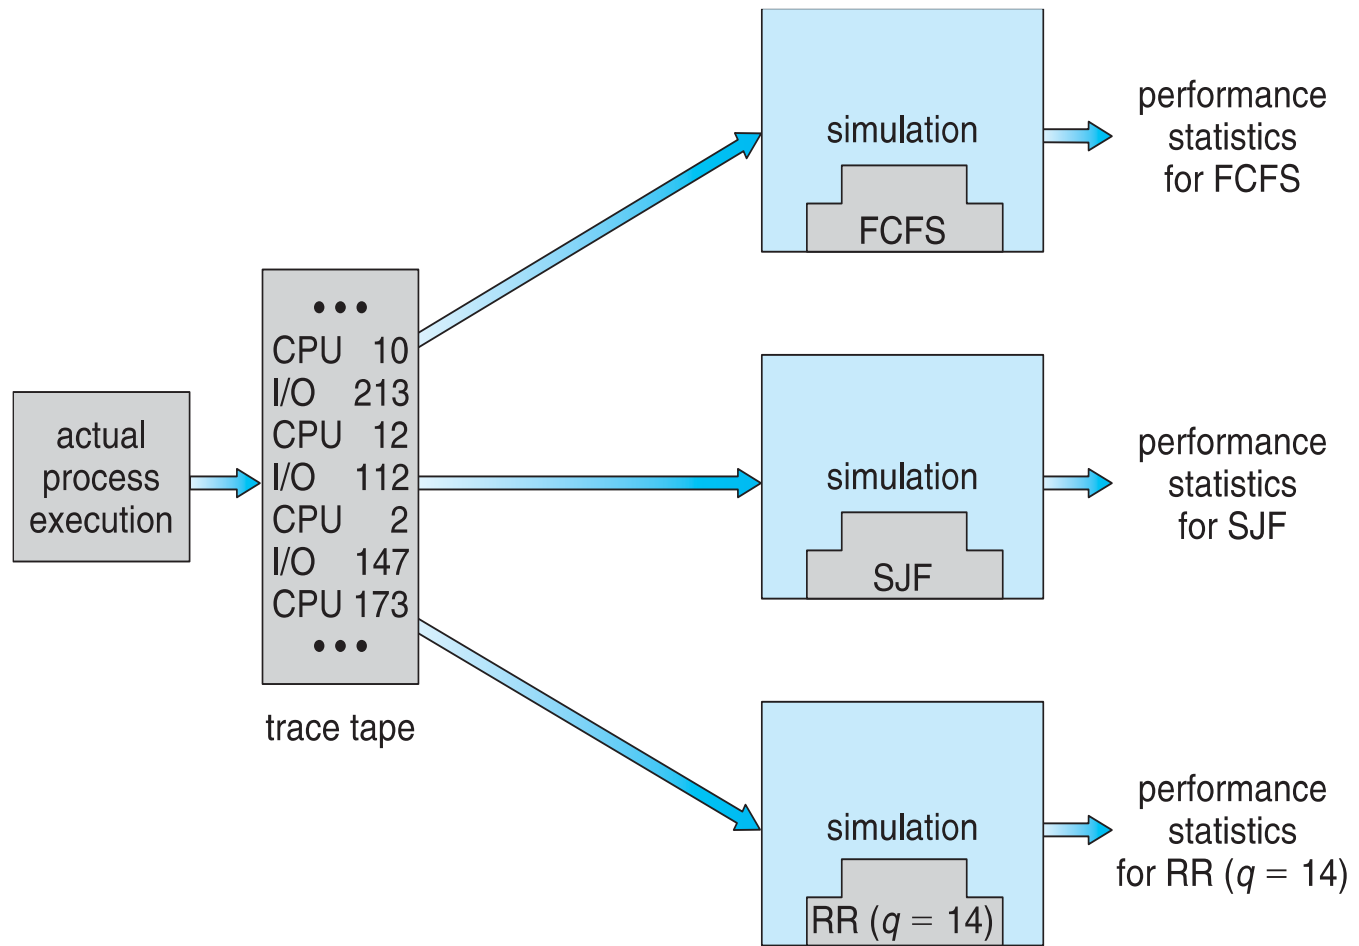 actual
process
execution
• • •
CPU 10
I/O 213
CPU 12
I/O 112
CPU 2
I/O 147
CPU 173
• • •
trace tape
simulation
FCFS
performance
statistics
for FCFS
simulation
SJF
performance
statistics
for SJF
simulation
RR (q = 14)
performance
statistics
for RR (q = 14)